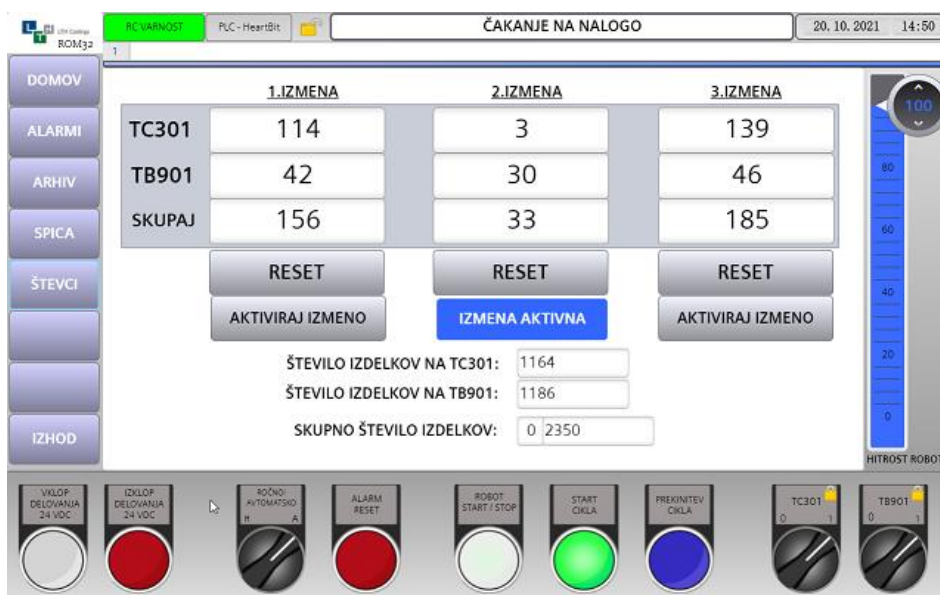 LTH Castings
ROM32
RC VARNOST
PLC - HeartBit
ČAKANJE NA NALOGO
20. 10. 2021 14:50
1
DOMOV
ALARMI
ARHIV
SPICA
ŠTEVCI
IZHOD
1.IZMENA 2.IZMENA 3.IZMENA
TC301 114 3 139
TB901 42 30 46
SKUPAJ 156 33 185
RESET RESET RESET
AKTIVIRAJ IZMENO IZMENA AKTIVNA AKTIVIRAJ IZMENO
ŠTEVILO IZDELKOV NA TC301: 1164
ŠTEVILO IZDELKOV NA TB901: 1186
SKUPNO ŠTEVILO IZDELKOV: 0 2350
100
80
60
40
20
0
HITROST ROBOT
VKLOP
DELOVANJA
24 VDC
IZKLOP
DELOVANJA
24 VDC
ROČNO/
AVTOMATSKO
R A
ALARM
RESET
ROBOT
START / STOP
START
CIKLA
PREKINITEV
CIKLA
TC301
0 1
TB901
0 1